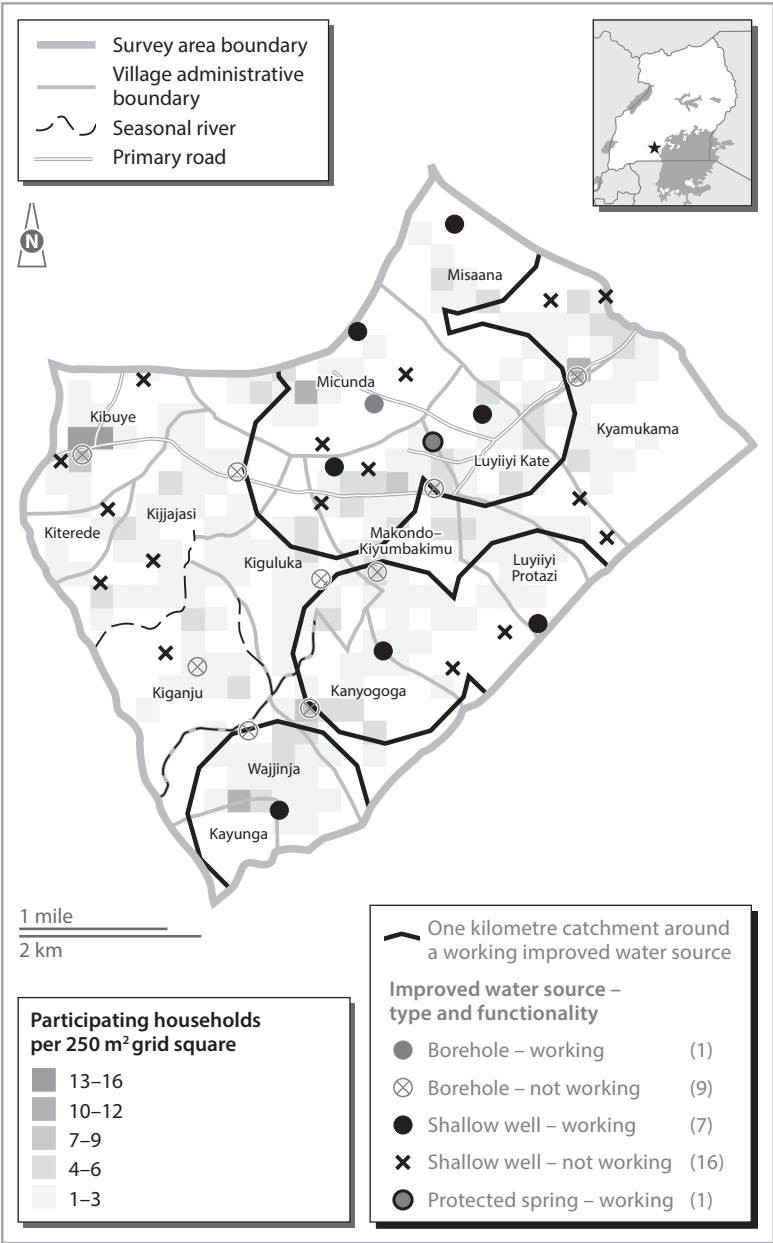 Survey area boundary
Village administrative
boundary
Seasonal river
Primary road
N
Misaana
Micunda
Kibuye
Kyamukama
Luyiiyi Kate
Kijjajasi
Kiterede
Makondo–
Kiyumbakimu
Kiguluka
Luyiiyi
Protazi
Kiganju
Kanyogoga
Wajjinja
Kayunga
1 mile
2 km
Participating households
per 250 m² grid square
13–16
10–12
7–9
4–6
1–3
One kilometre catchment around
a working improved water source
Improved water source –
type and functionality
Borehole – working (1)
Borehole – not working (9)
Shallow well – working (7)
Shallow well – not working (16)
Protected spring – working (1)